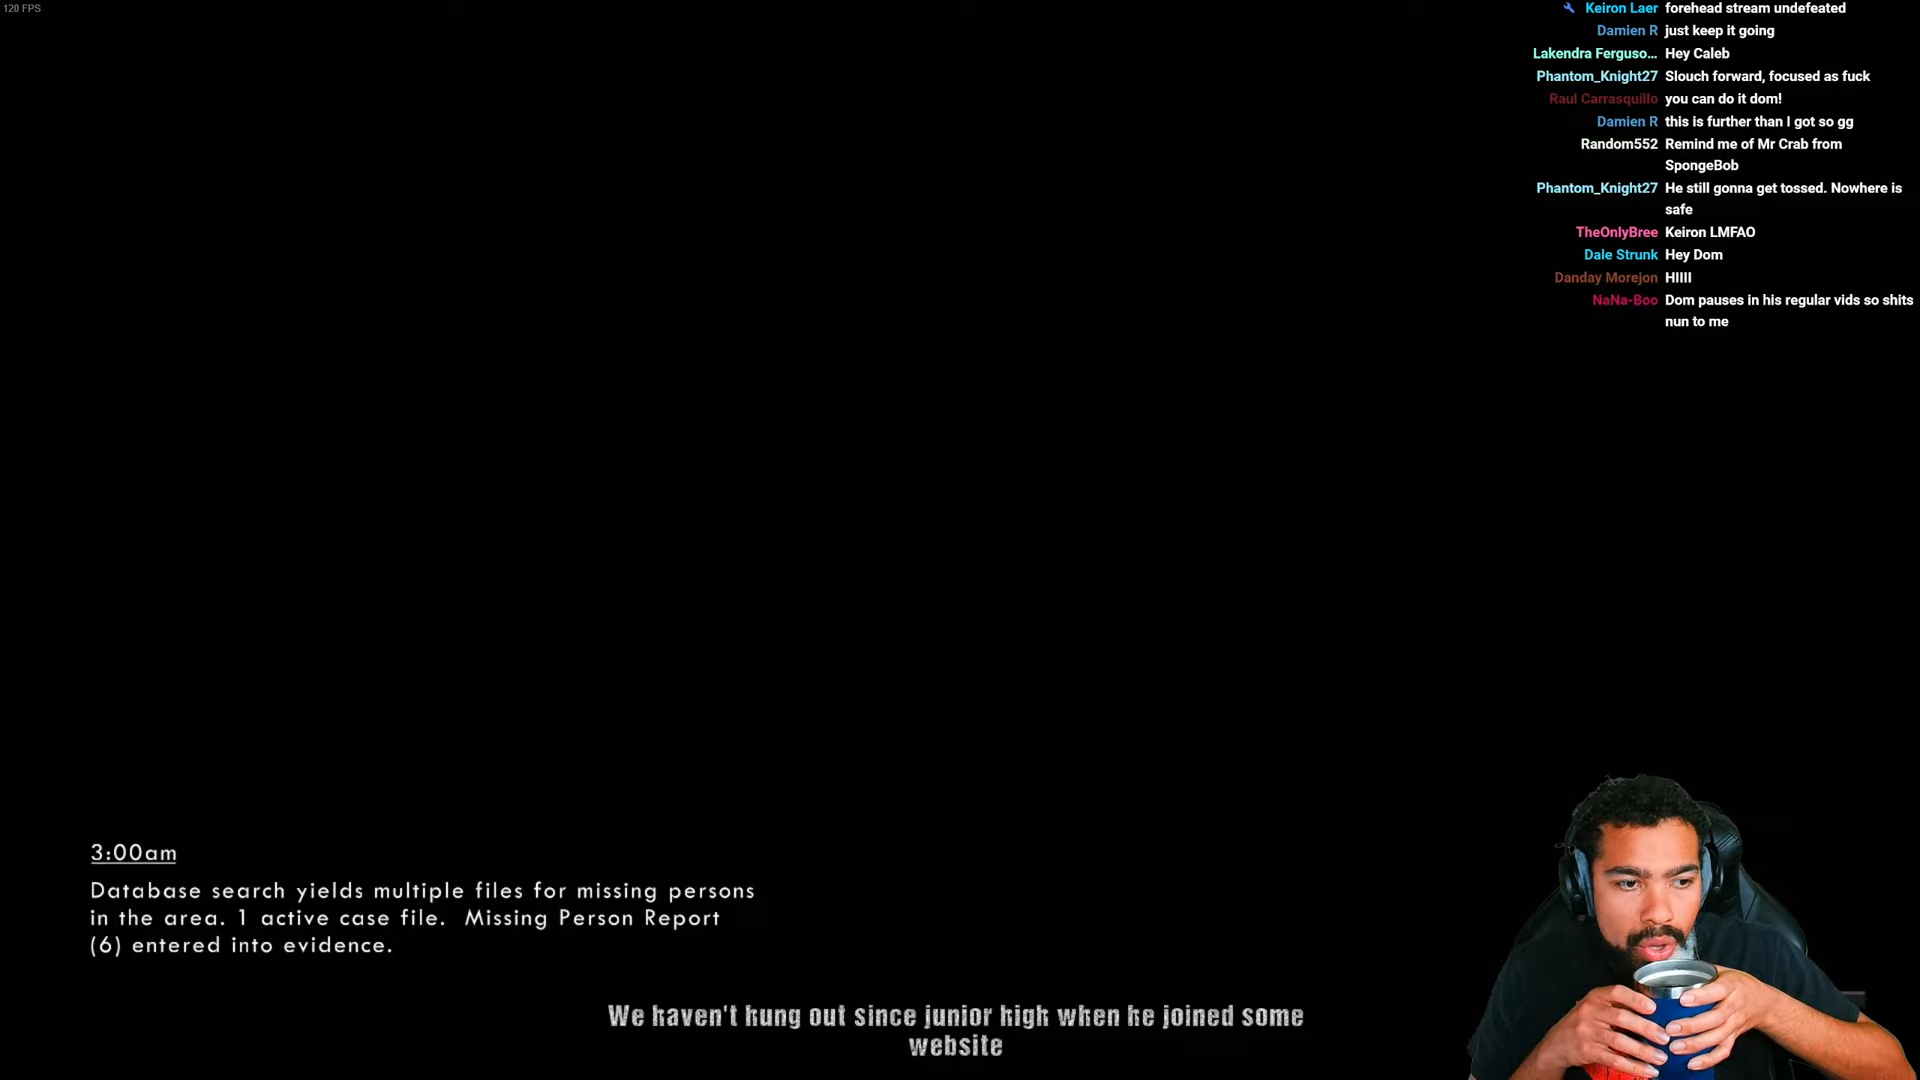 120 FPS
Keiron Laer forehead stream undefeated
Damien R just keep it going
Lakendra Ferguso... Hey Caleb
Phantom_Knight27 Slouch forward, focused as fuck
Raul Carrasquillo you can do it dom!
Damien R this is further than I got so gg
Random552 Remind me of Mr Crab from
SpongeBob
Phantom_Knight27 He still gonna get tossed. Nowhere is
safe
TheOnlyBree Keiron LMFAO
Dale Strunk Hey Dom
Danday Morejon HIIII
NaNa-Boo Dom pauses in his regular vids so shits
nun to me
3:00am
Database search yields multiple files for missing persons
in the area. 1 active case file. Missing Person Report
(6) entered into evidence.
We haven't hung out since junior high when he joined some
website